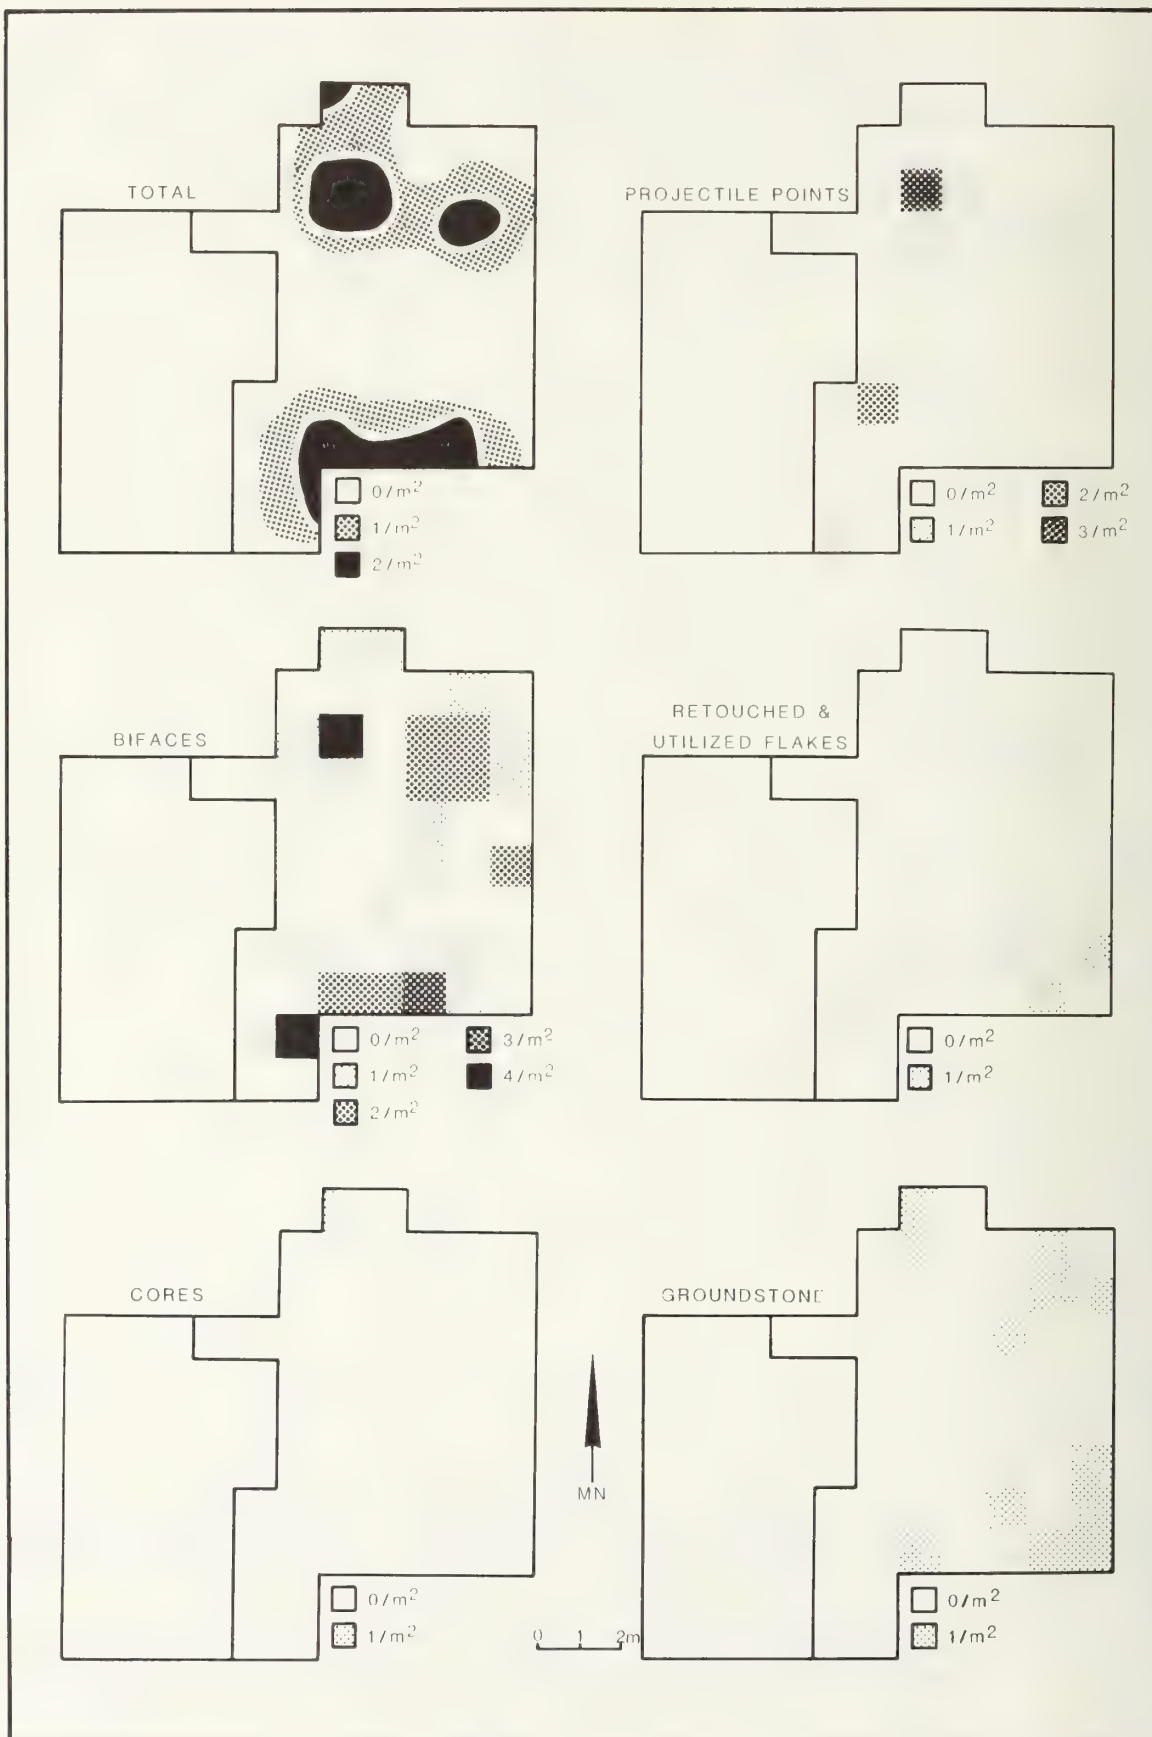 TOTAL
0/m²
1/m²
2/m²
PROJECTILE POINTS
0/m²
2/m²
1/m²
3/m²
BIFACES
0/m²
3/m²
1/m²
4/m²
2/m²
RETOUCHED &
UTILIZED FLAKES
0/m²
1/m²
CORES
0/m²
1/m²
MN
0 1 2m
GROUNDSTONE
0/m²
1/m²